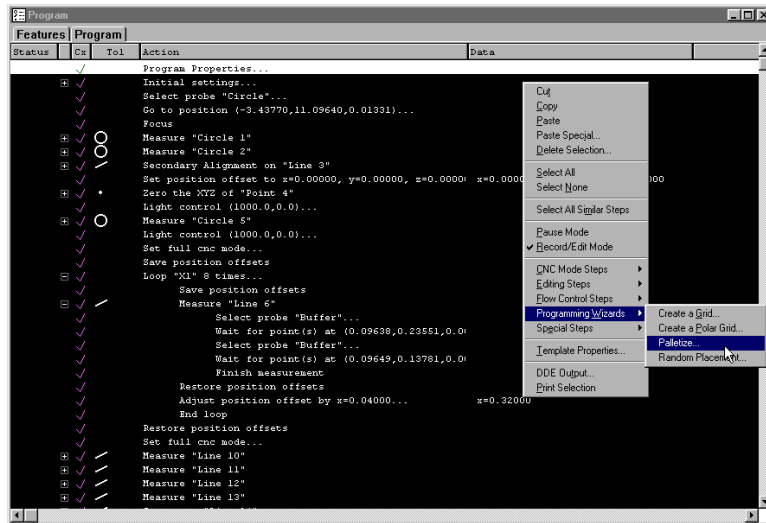 Program
Features Program
Status Cx Tol Action Data
Program Properties...
Initial settings...
Select probe "Circle"...
Go to position (-3.43770,11.09640,0.01331)...
Focus
Measure "Circle 1"
Measure "Circle 2"
Secondary Alignment on "Line 3"
Set position offset to x=0.00000, y=0.00000, z=0.0000 x=0.0000 000
Zero the XYZ of "Point 4"
Light control (1000.0,0.0)...
Measure "Circle 5"
Light control (1000.0,0.0)...
Set full cnc mode...
Save position offsets
Loop "X1" 8 times...
Save position offsets
Measure "Line 6"
Select probe "Buffer"...
Wait for point(s) at (0.09638,0.23551,0.0
Select probe "Buffer"...
Wait for point(s) at (0.09649,0.13781,0.0
Finish measurement
Restore position offsets
Adjust position offset by x=0.04000... x=0.32000
End loop
Restore position offsets
Set full cnc mode...
Measure "Line 10"
Measure "Line 11"
Measure "Line 12"
Measure "Line 13"
Cut
Copy
Paste
Paste Special...
Delete Selection...
Select All
Select None
Select All Similar Steps
Pause Mode
Record/Edit Mode
CNC Mode Steps
Editing Steps
Flow Control Steps
Programming Wizards
Special Steps
Template Properties...
DDE Output...
Print Selection
Create a Grid...
Create a Polar Grid...
Palletize...
Random Placement...